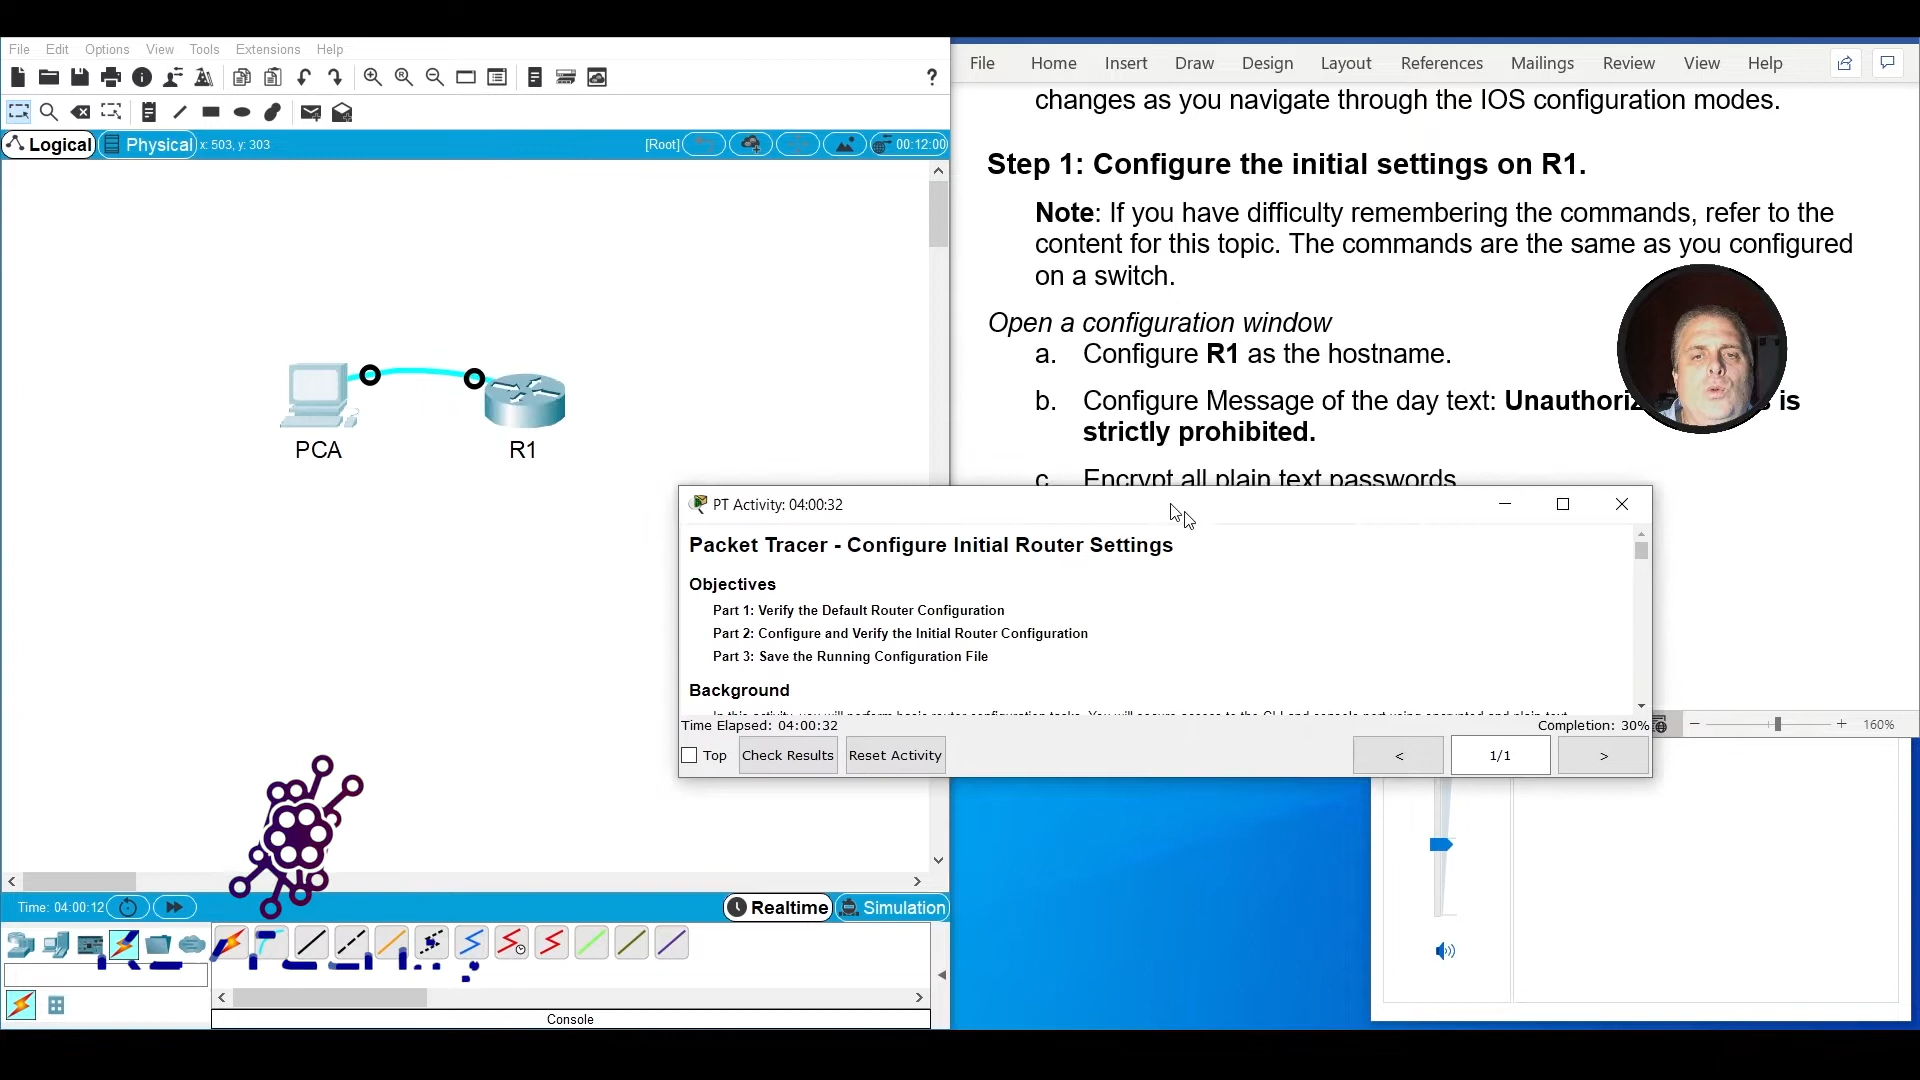 File Edit Options View Tools Extensions Help
?
Logical Physical x: 503, y: 303 [Root] 00:12:00
PCA R1
Time: 04:00:12 Realtime Simulation
Console
File Home Insert Draw Design Layout References Mailings Review View Help
changes as you navigate through the IOS configuration modes.
Step 1: Configure the initial settings on R1.
Note: If you have difficulty remembering the commands, refer to the
content for this topic. The commands are the same as you configured
on a switch.
Open a configuration window
a. Configure R1 as the hostname.
b. Configure Message of the day text: is
strictly prohibited.
c. Encrypt all plain text passwords
PT Activity: 04:00:32
Packet Tracer - Configure Initial Router Settings
Objectives
Part 1: Verify the Default Router Configuration
Part 2: Configure and Verify the Initial Router Configuration
Part 3: Save the Running Configuration File
Background
Time Elapsed: 04:00:32 Completion: 30%
Top Check Results Reset Activity < 1/1 >
160%